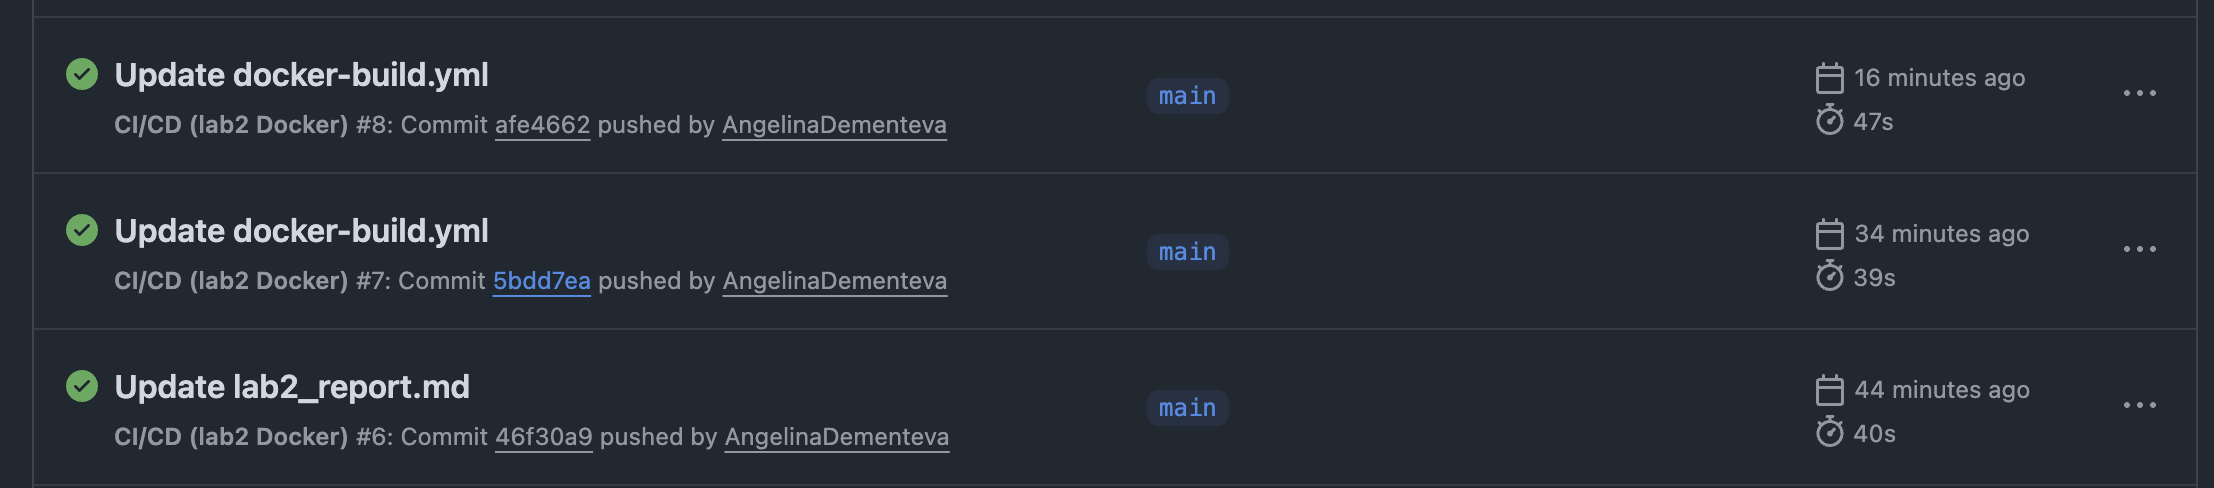 Update docker-build.yml
CI/CD (lab2 Docker) #8: Commit afe4662 pushed by AngelinaDementeva
main
16 minutes ago
47s
Update docker-build.yml
CI/CD (lab2 Docker) #7: Commit 5bdd7ea pushed by AngelinaDementeva
main
34 minutes ago
39s
Update lab2_report.md
CI/CD (lab2 Docker) #6: Commit 46f30a9 pushed by AngelinaDementeva
main
44 minutes ago
40s